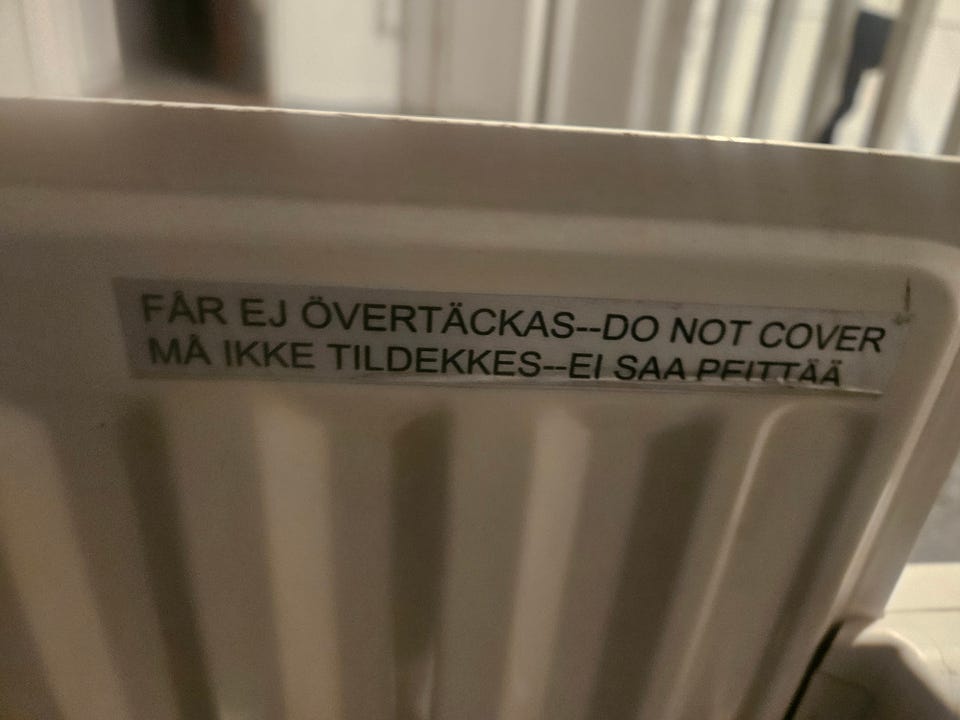 FÅR EJ ÖVERTÄCKAS--DO NOT COVER
MÅ IKKE TILDEKKES--EI SAA PEITTÄÄ